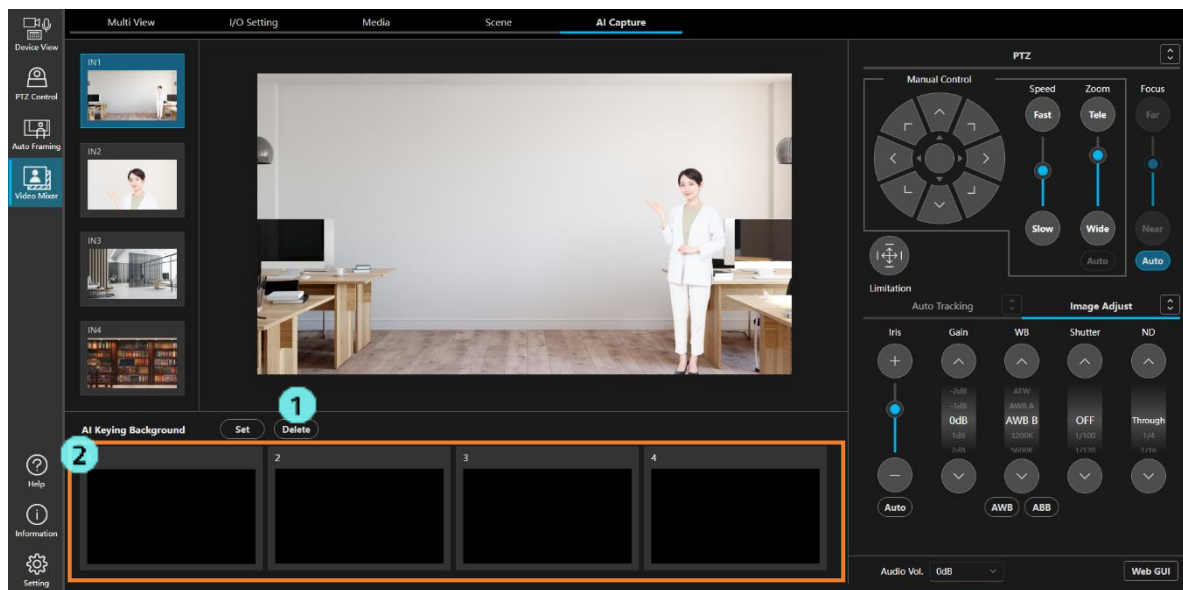 Multi View I/O Setting Media Scene AI Capture
Device View
PTZ Control
Auto Framing
Video Mixer
Help
Information
Setting
IN1
IN2
IN3
IN4
1
AI Keying Background Set Delete
2
2 3 4
PTZ
Manual Control
Speed Zoom Focus
Fast Tele Far
Slow Wide Near
Auto Auto
Limitation
Auto Tracking Image Adjust
Iris Gain WB Shutter ND
-2dB ATW
-1dB AWB A
0dB AWB B OFF Through
1dB 3200K 1/100 1/4
2dB 5600K 1/120 1/16
Auto AWB ABB
Audio Vol. 0dB Web GUI